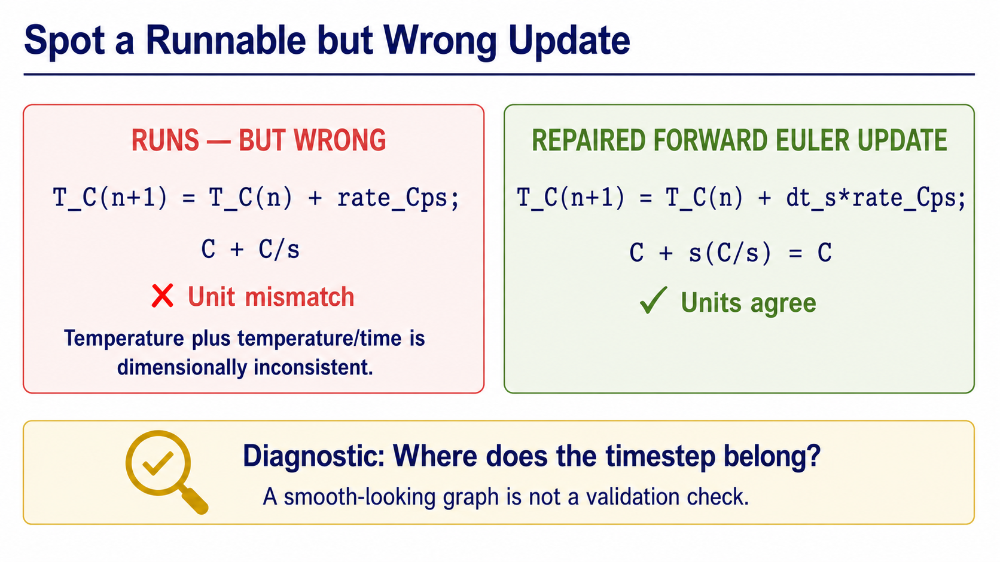 Spot a Runnable but Wrong Update
RUNS — BUT WRONG
T_C(n+1) = T_C(n) + rate_Cps;
C + C/s
Unit mismatch
Temperature plus temperature/time is
dimensionally inconsistent.
REPAIRED FORWARD EULER UPDATE
T_C(n+1) = T_C(n) + dt_s*rate_Cps;
C + s(C/s) = C
Units agree
Diagnostic: Where does the timestep belong?
A smooth-looking graph is not a validation check.